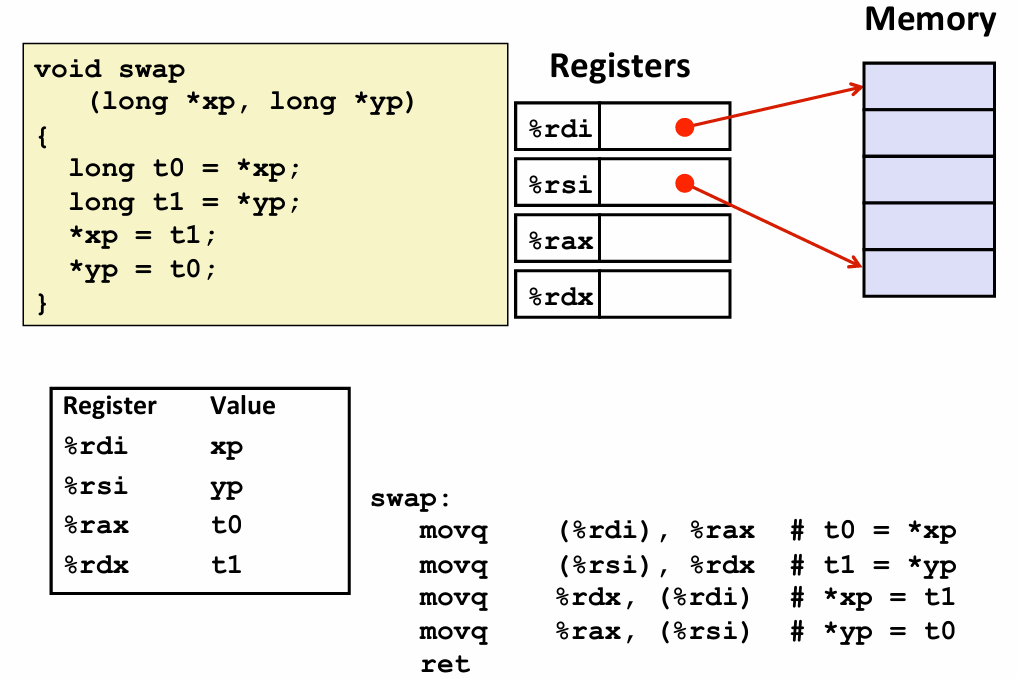 Memory
void swap
(long *xp, long *yp)
{
long t0 = *xp;
long t1 = *yp;
*xp = t1;
*yp = t0;
}
Registers
%rdi
%rsi
%rax
%rdx
Register Value
%rdi xp
%rsi yp
%rax t0
%rdx t1
swap:
movq (%rdi), %rax # t0 = *xp
movq (%rsi), %rdx # t1 = *yp
movq %rdx, (%rdi) # *xp = t1
movq %rax, (%rsi) # *yp = t0
ret